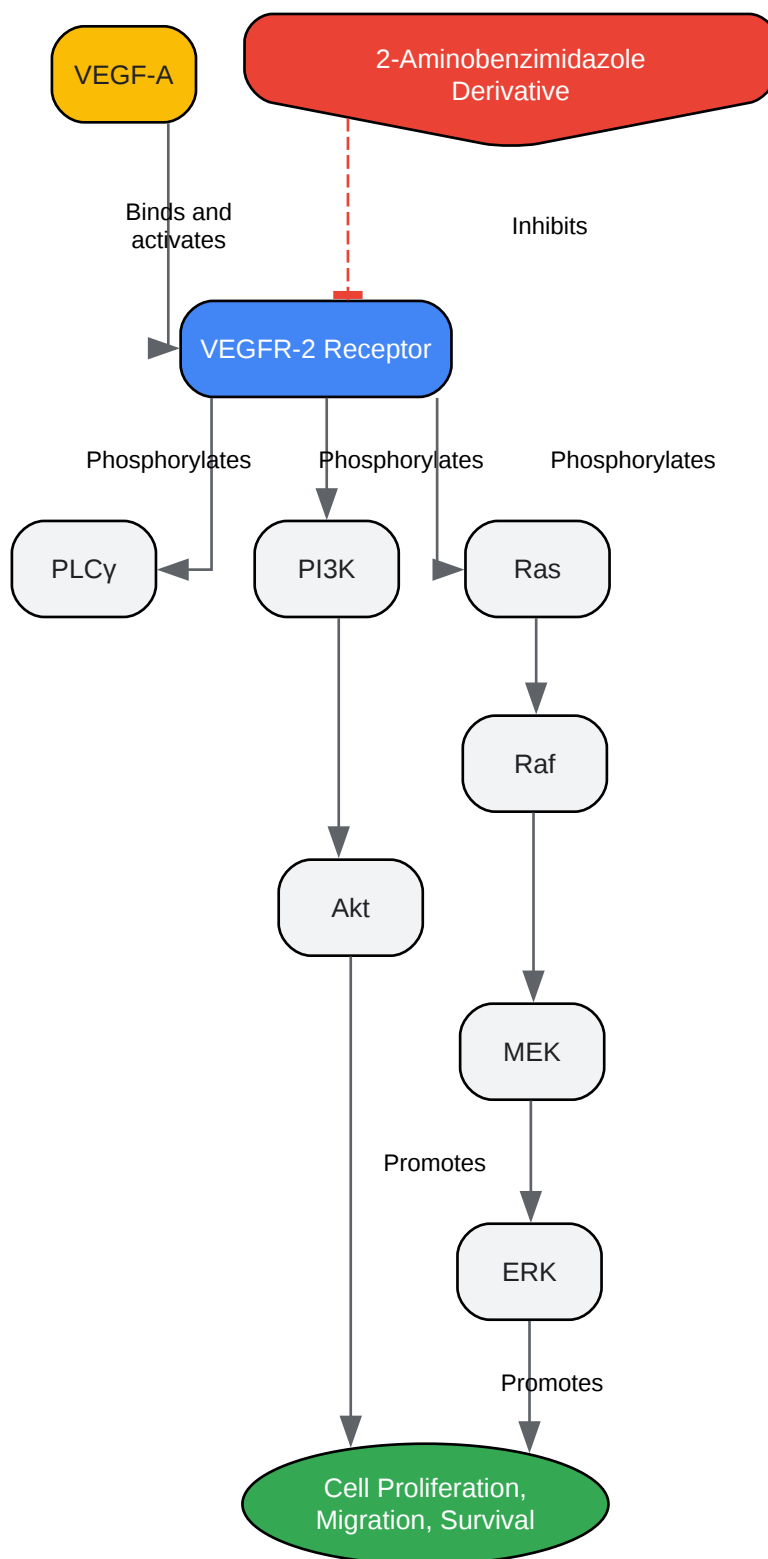 VEGF-A
2-Aminobenzimidazole
Derivative
Binds and
activates
Inhibits
VEGFR-2 Receptor
Phosphorylates
Phosphorylates
Phosphorylates
PLCγ
PI3K
Ras
Raf
Akt
MEK
Promotes
ERK
Promotes
Cell Proliferation,
Migration, Survival